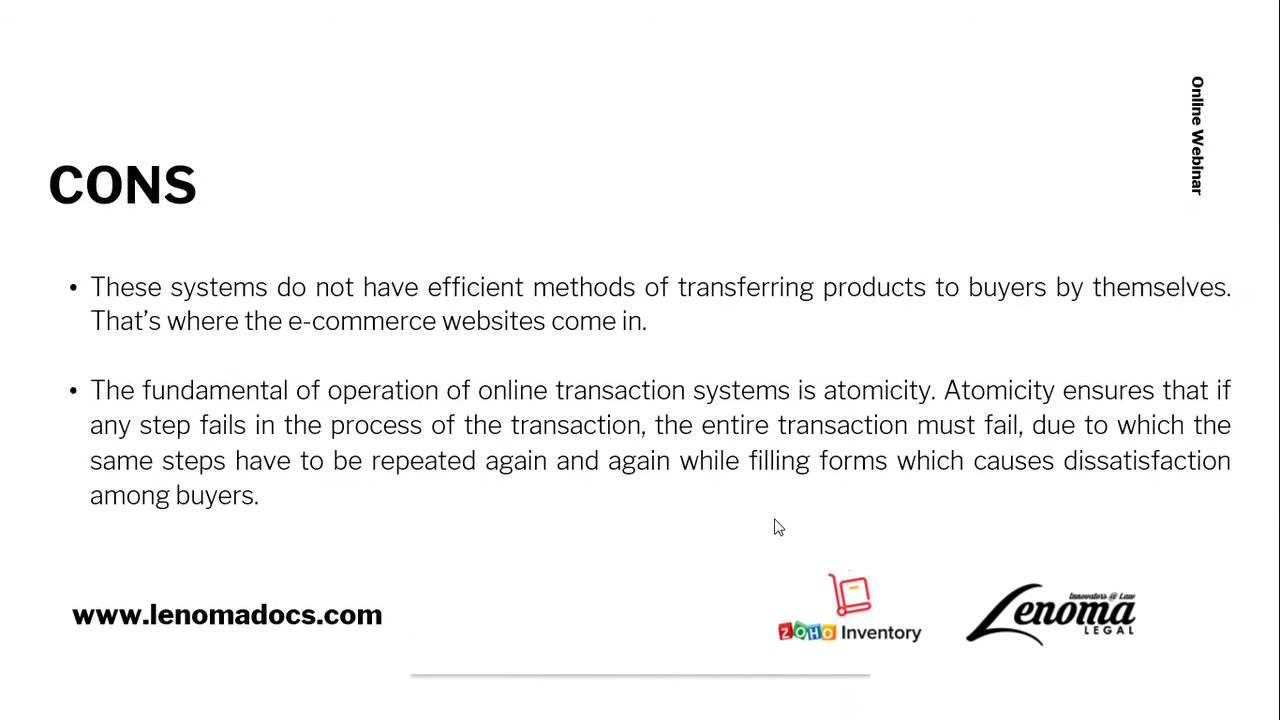 Online Webinar
CONS
• These systems do not have efficient methods of transferring products to buyers by themselves.
That’s where the e-commerce websites come in.
• The fundamental of operation of online transaction systems is atomicity. Atomicity ensures that if
any step fails in the process of the transaction, the entire transaction must fail, due to which the
same steps have to be repeated again and again while filling forms which causes dissatisfaction
among buyers.
www.lenomadocs.com
ZOHO Inventory
Innovators @ Law
Lenoma
LEGAL